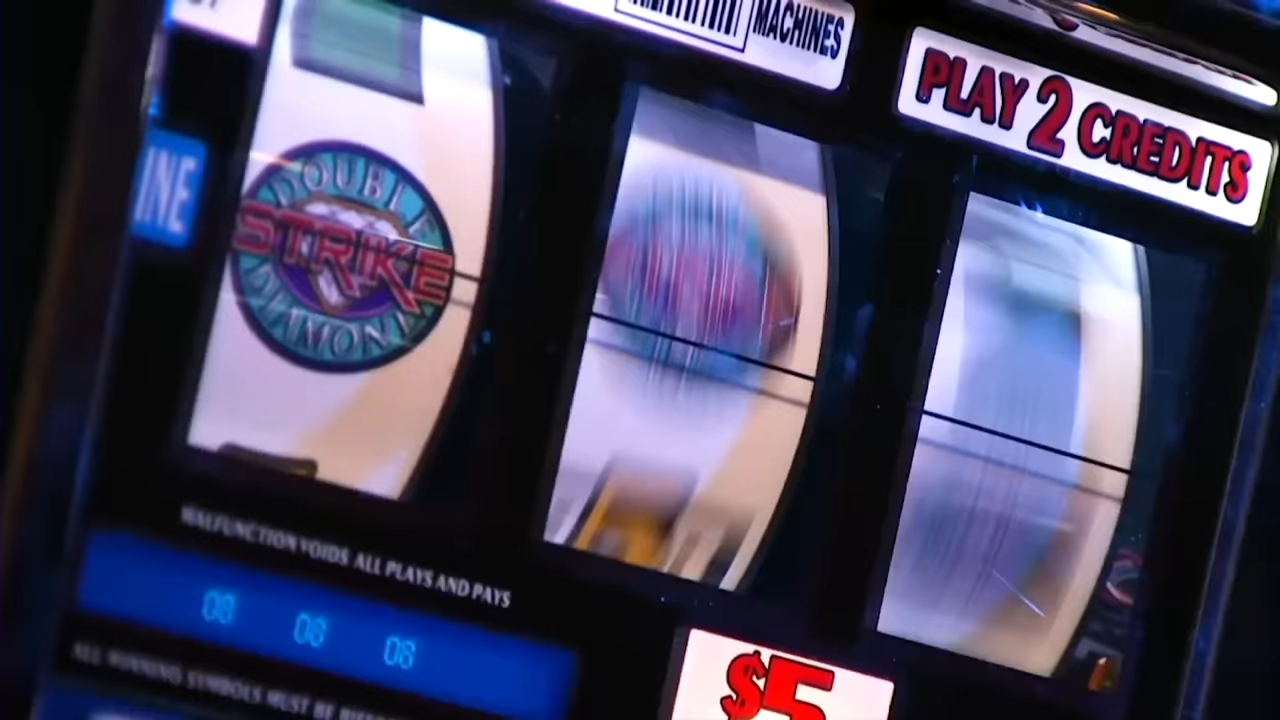 MACHINES
PLAY 2 CREDITS
INE
DOUBLE
STRIKE
DIAMOND
MALFUNCTION VOIDS ALL PLAYS AND PAYS
08 08 08
ALL WINNING SYMBOLS MUST BE
$5